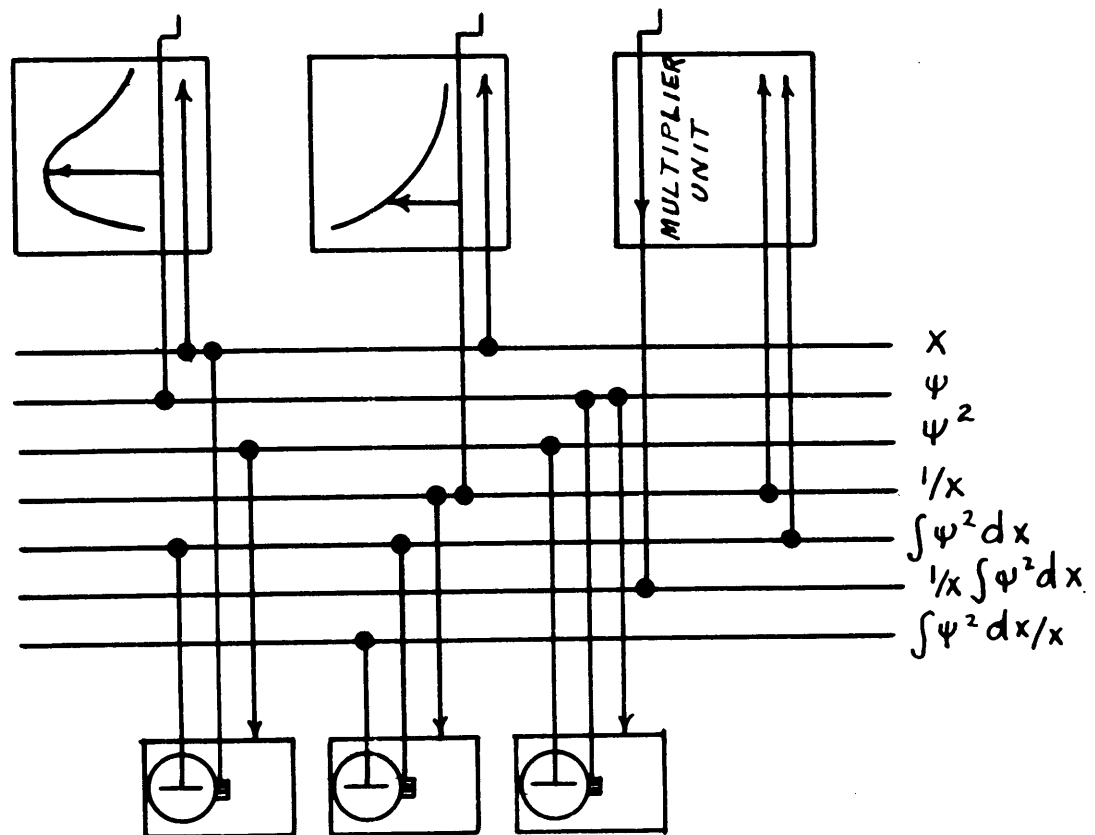 MULTIPLIER
UNIT
x
ψ
ψ²
1/x
∫ψ²dx
1/x ∫ψ²dx
∫ψ²dx/x